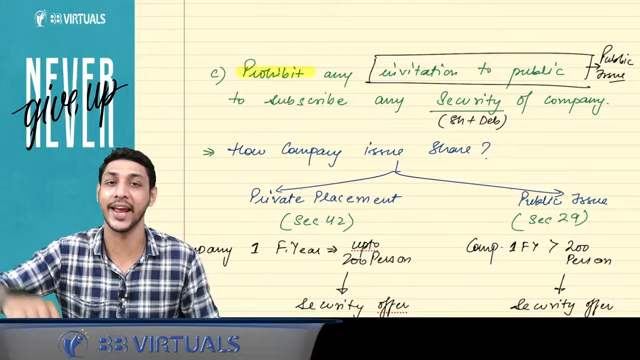 BB VIRTUALS
NEVER
give up
NEVER
c) Prohibit any invitation to public → Public Issue
to subscribe any Security of company.
(Sh + Deb)
⇒ How Company issue Share?
Private Placement
(Sec 42)
Public Issue
(Sec 29)
mpany 1 F.Year ⇒ upto
200 Person
Comp. 1 FY > 200
Person
Security offer
Security offer
BB VIRTUALS